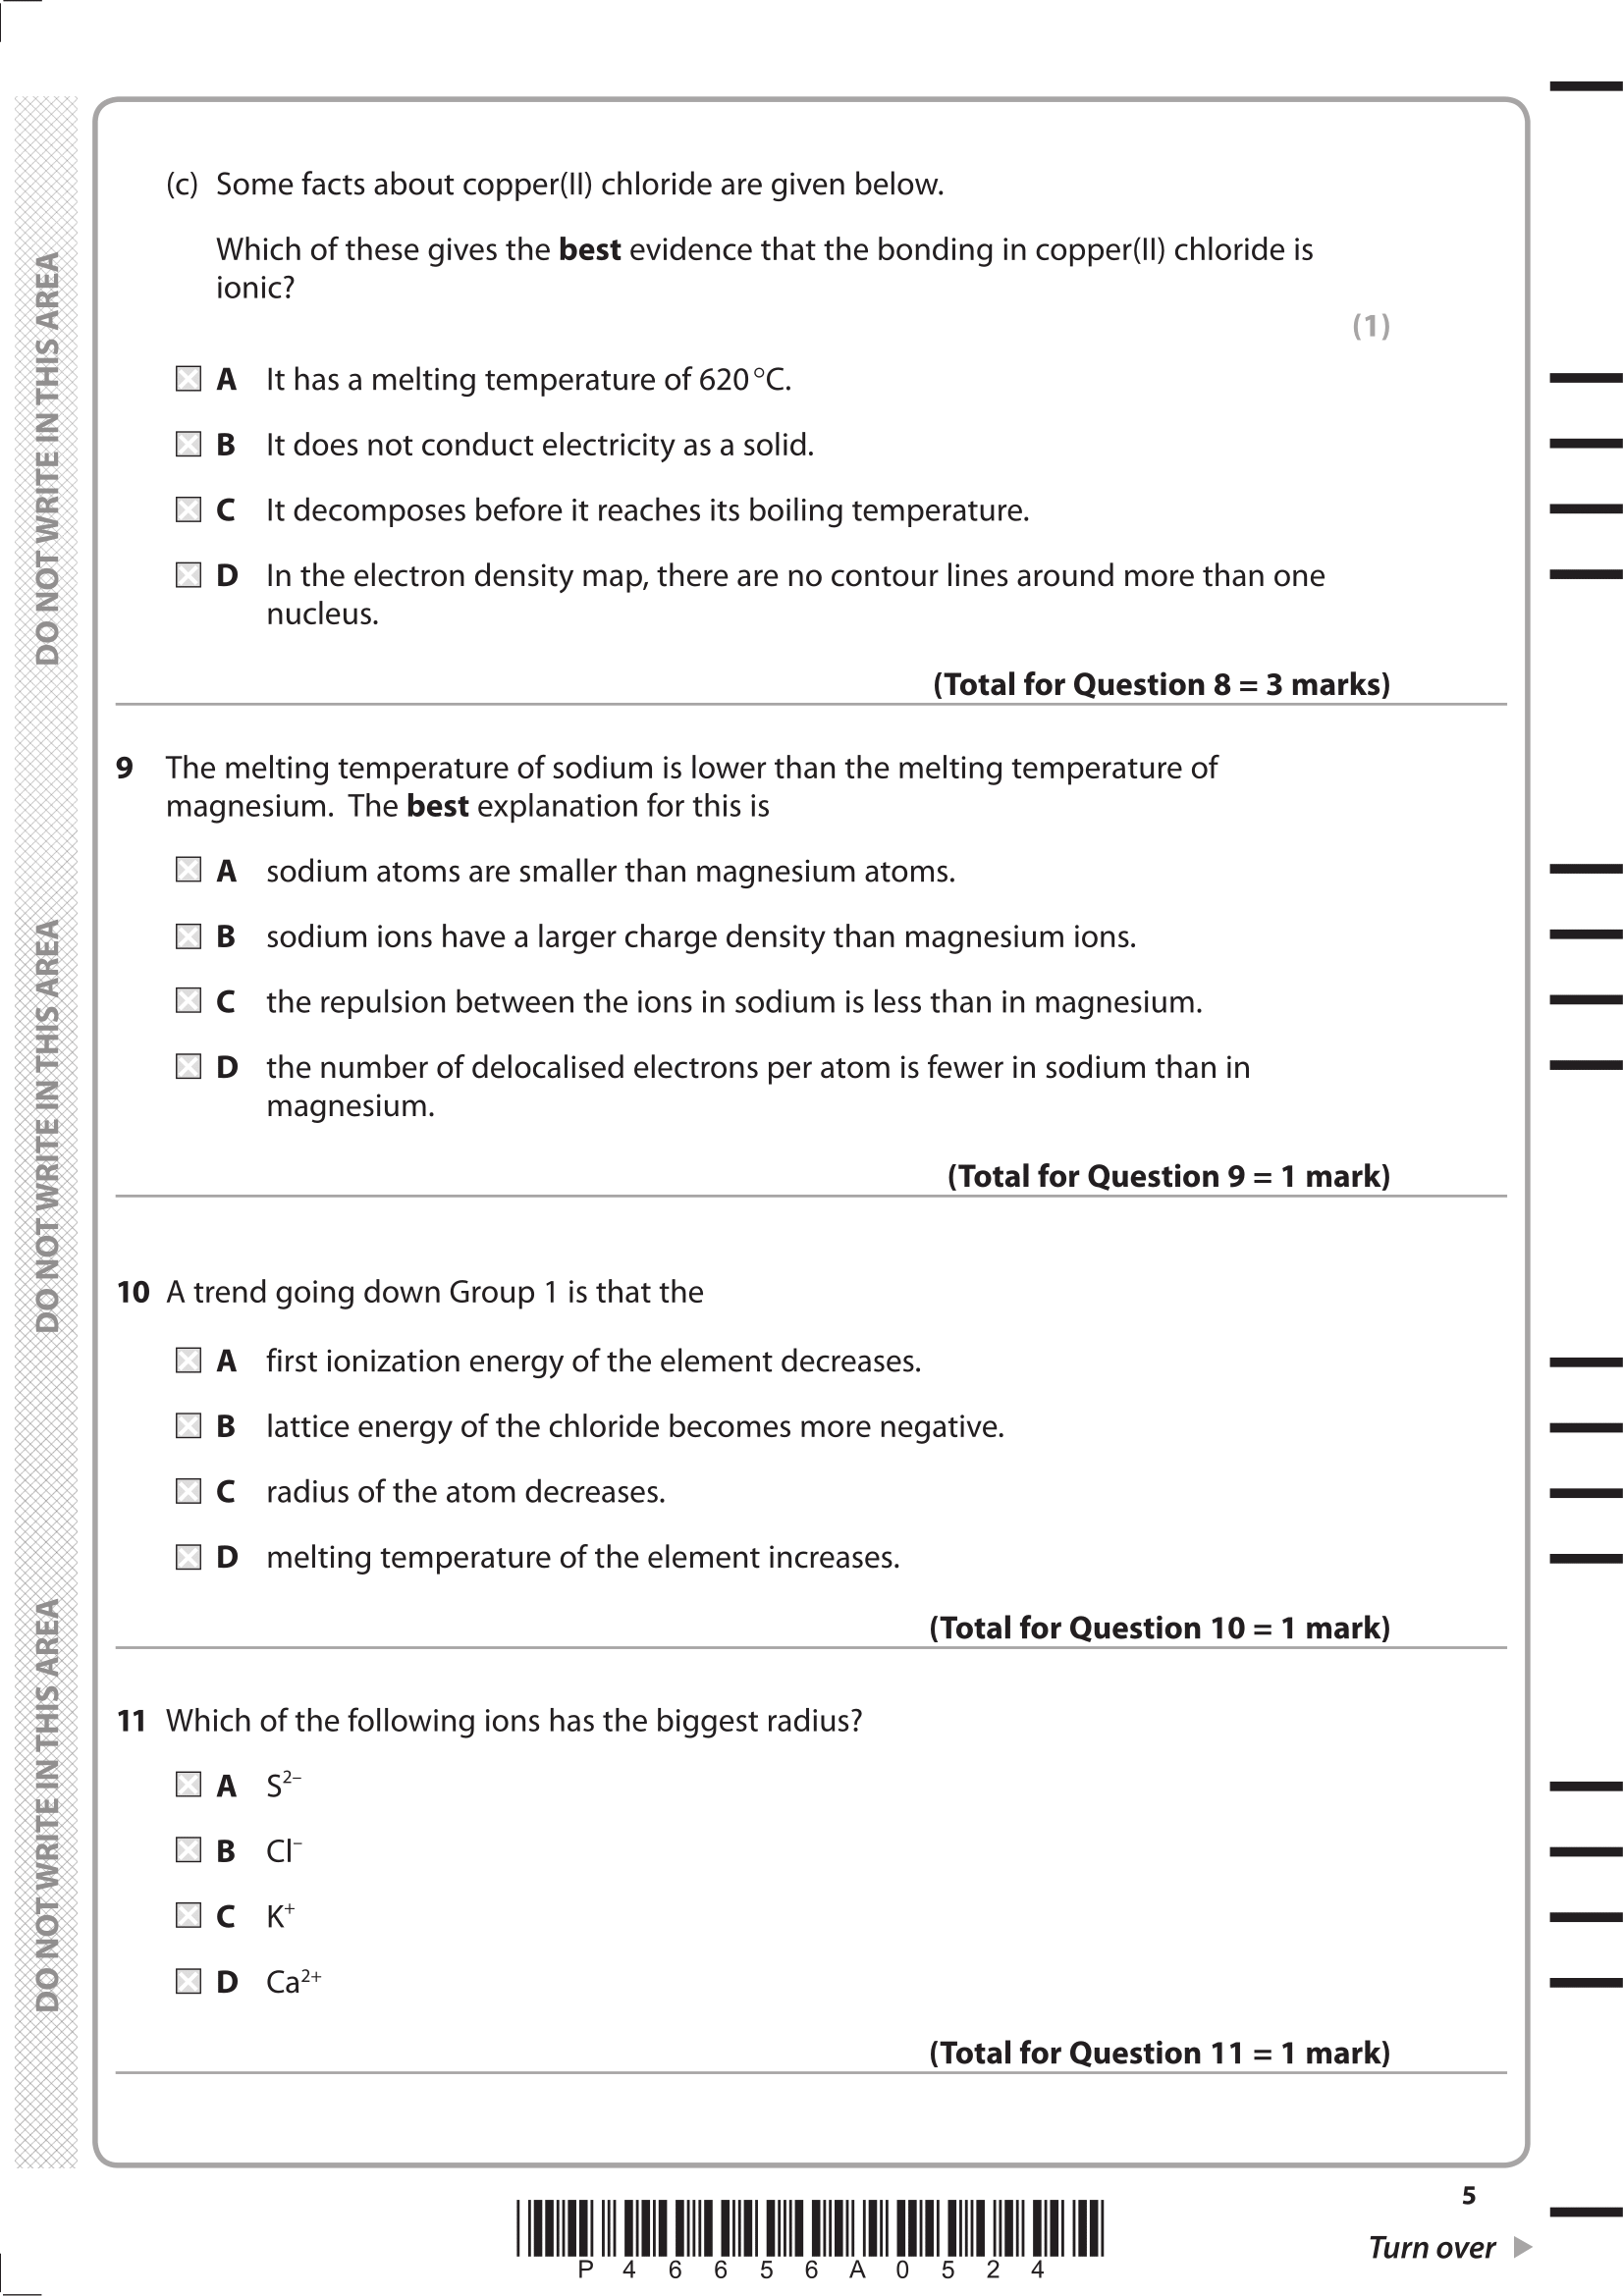 DO NOT WRITE IN THIS AREA
DO NOT WRITE IN THIS AREA
DO NOT WRITE IN THIS AREA
(c) Some facts about copper(II) chloride are given below.
Which of these gives the best evidence that the bonding in copper(II) chloride is
ionic?
(1)
A It has a melting temperature of 620 °C.
B It does not conduct electricity as a solid.
C It decomposes before it reaches its boiling temperature.
D In the electron density map, there are no contour lines around more than one
nucleus.
(Total for Question 8 = 3 marks)
9 The melting temperature of sodium is lower than the melting temperature of
magnesium. The best explanation for this is
A sodium atoms are smaller than magnesium atoms.
B sodium ions have a larger charge density than magnesium ions.
C the repulsion between the ions in sodium is less than in magnesium.
D the number of delocalised electrons per atom is fewer in sodium than in
magnesium.
(Total for Question 9 = 1 mark)
10 A trend going down Group 1 is that the
A first ionization energy of the element decreases.
B lattice energy of the chloride becomes more negative.
C radius of the atom decreases.
D melting temperature of the element increases.
(Total for Question 10 = 1 mark)
11 Which of the following ions has the biggest radius?
A S²⁻
B Cl⁻
C K⁺
D Ca²⁺
(Total for Question 11 = 1 mark)
5
P 4 6 6 5 6 A 0 5 2 4
Turn over